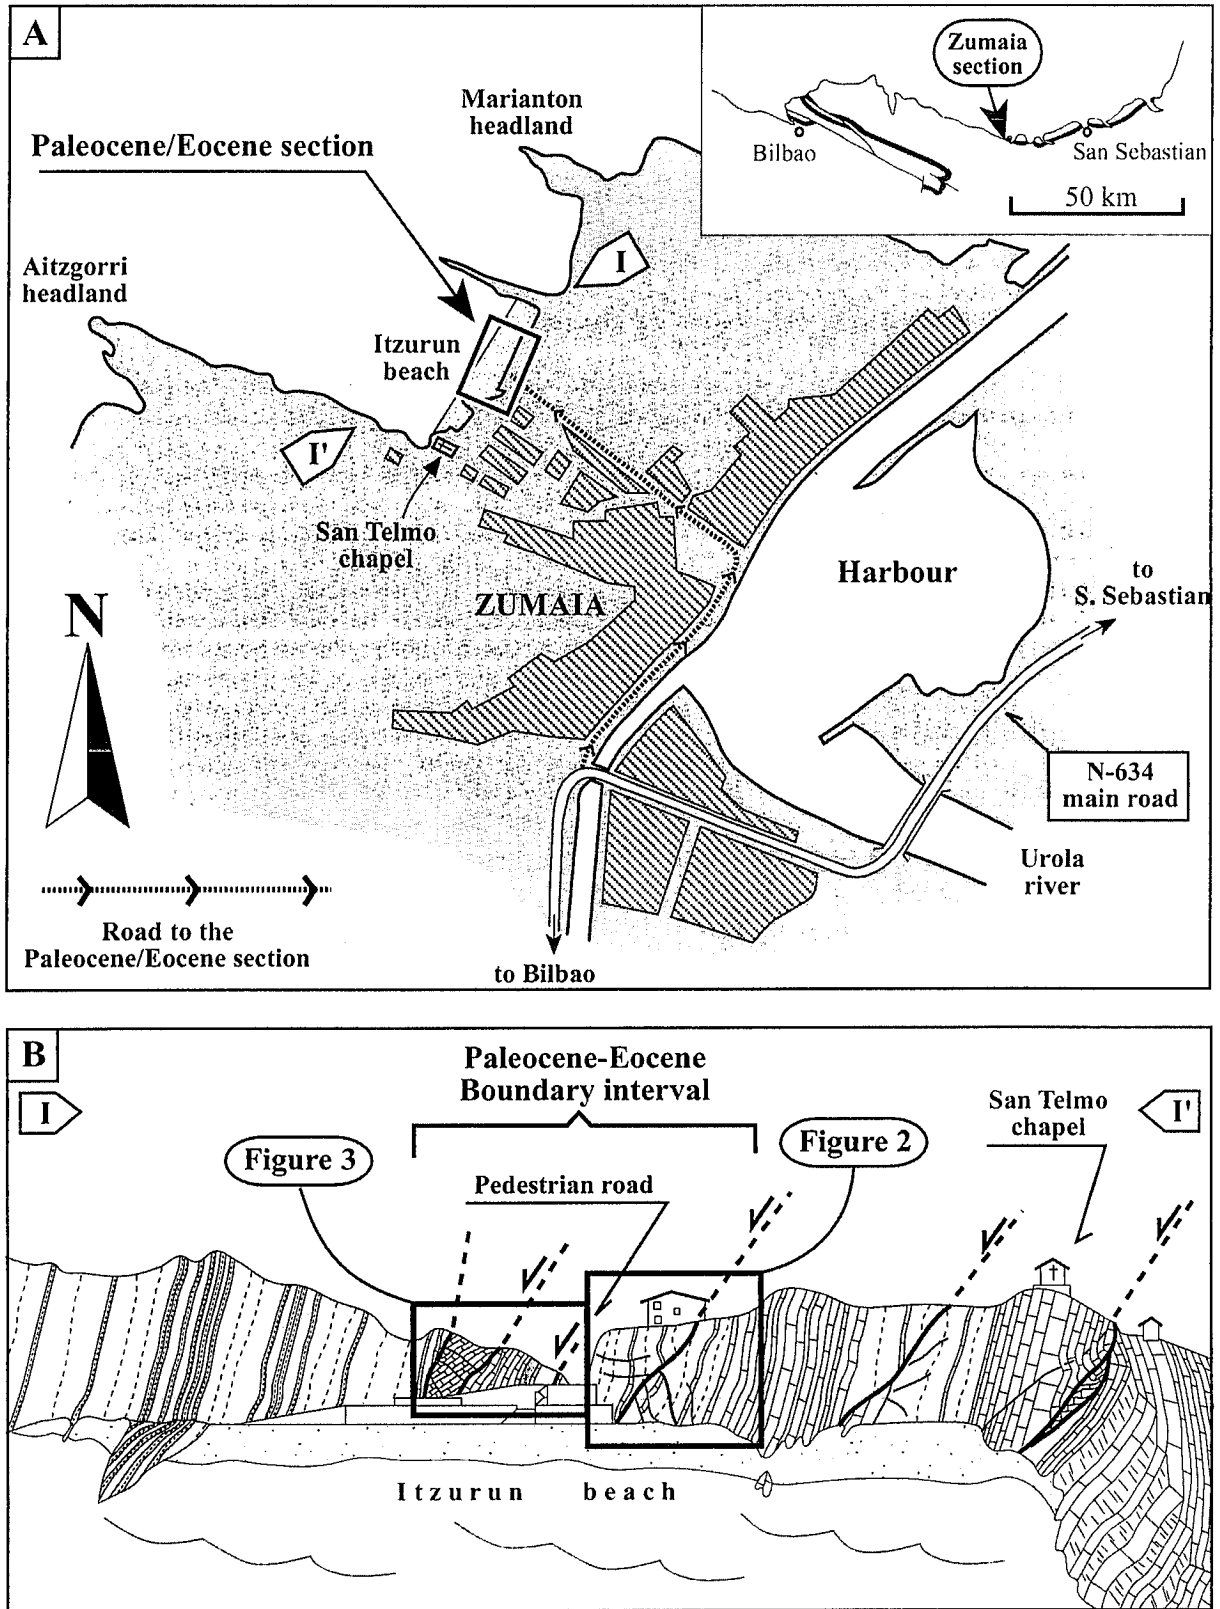 A
Zumaia
section
Bilbao
San Sebastian
50 km
Marianton
headland
Paleocene/Eocene section
I
Aitzgorri
headland
Itzurun
beach
I'
San Telmo
chapel
ZUMAIA
Harbour
to
S. Sebastian
N
N-634
main road
Urola
river
Road to the
Paleocene/Eocene section
to Bilbao
B
Paleocene-Eocene
Boundary interval
I
San Telmo
chapel
I'
Figure 3
Figure 2
Pedestrian road
Itzurun beach